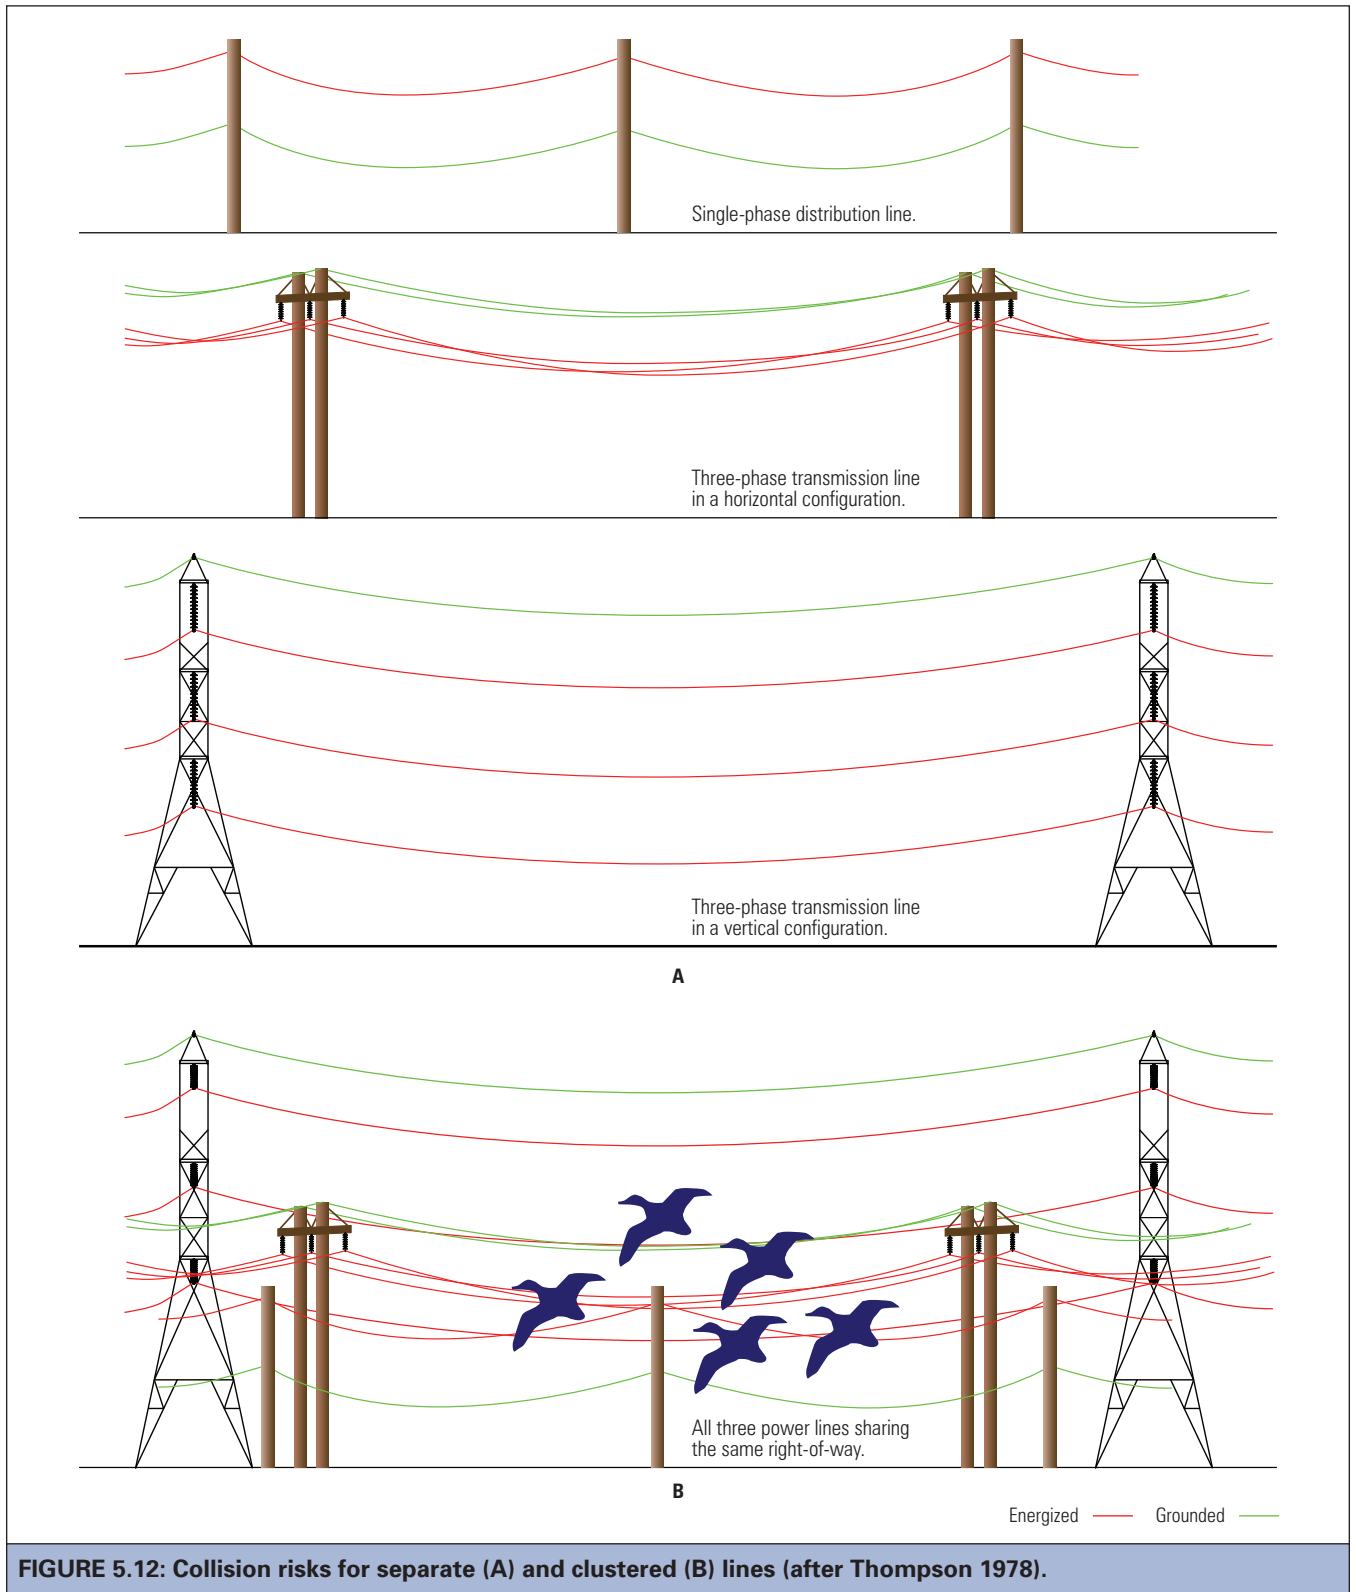 Single-phase distribution line.
Three-phase transmission line
in a horizontal configuration.
Three-phase transmission line
in a vertical configuration.
A
All three power lines sharing
the same right-of-way.
B
Energized
Grounded
FIGURE 5.12: Collision risks for separate (A) and clustered (B) lines (after Thompson 1978).